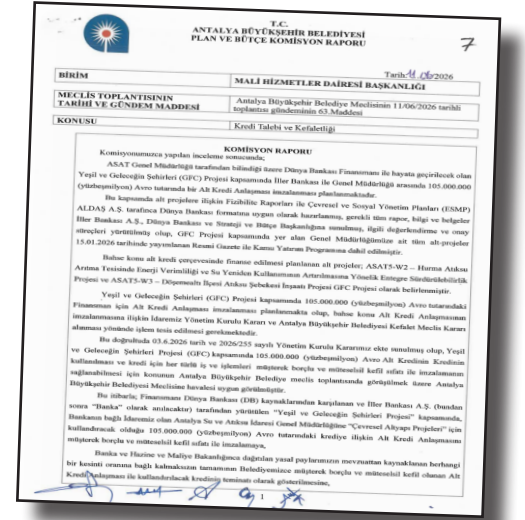 T.C.
ANTALYA BÜYÜKŞEHİR BELEDİYESİ
PLAN VE BÜTÇE KOMİSYON RAPORU
7
Tarih:11/06/2026
BİRİM
MALİ HİZMETLER DAİRESİ BAŞKANLIĞI
MECLİS TOPLANTISININ
TARİHİ VE GÜNDEM MADDESİ
Antalya Büyükşehir Belediye Meclisinin 11/06/2026 tarihli
toplantısı gündeminin 63.Maddesi
KONUSU
Kredi Talebi ve Kefaletliği
KOMİSYON RAPORU
Komisyonumuzca yapılan inceleme sonucunda;
ASAT Genel Müdürlüğü tarafından bilindiği üzere Dünya Bankası Finansmanı ile hayata geçirilecek olan
Yeşil ve Geleceğin Şehirleri (GFC) Projesi kapsamında İller Bankası ile Genel Müdürlüğü arasında 105.000.000
(yüzbeşmilyon) Avro tutarında bir Alt Kredi Anlaşması imzalanması planlanmaktadır.
Bu kapsamda alt projelere ilişkin Fizibilite Raporları ile Çevresel ve Sosyal Yönetim Planları (ESMP)
ALDAŞ A.Ş. tarafınca Dünya Bankası formatına uygun olarak hazırlanmış, gerekli tüm rapor, bilgi ve belgeler
İller Bankası A.Ş., Dünya Bankası ve Strateji ve Bütçe Başkanlığına sunulmuş, ilgili değerlendirme ve onay
süreçleri yürütülmüş olup, GFC Projesi kapsamında yer alan Genel Müdürlüğümüze ait tüm alt-projeler
15.01.2026 tarihinde yayımlanan Resmi Gazete ile Kamu Yatırım Programına dahil edilmiştir.
Bahse konu alt kredi çerçevesinde finanse edilmesi planlanan alt projeler; ASAT5-W2 – Hurma Atıksu
Arıtma Tesisinde Enerji Verimliliği ve Su Yeniden Kullanımının Artırılmasına Yönelik Entegre Sürdürülebilirlik
Projesi ve ASAT5-W3 – Döşemealtı İlçesi Atıksu Şebekesi İnşaatı Projesi GFC Projesi olarak belirlenmiştir.
Yeşil ve Geleceğin Şehirleri (GFC) Projesi kapsamında 105.000.000 (yüzbeşmilyon) Avro tutarındaki
Finansman için Alt Kredi Anlaşması imzalanması planlanmakta olup, bahse konu Alt Kredi Anlaşmasının
imzalanmasına ilişkin İdaremiz Yönetim Kurulu Kararı ve Antalya Büyükşehir Belediyesi Kefalet Meclis Kararı
alınması yönünde işlem tesis edilmesi gerekmektedir.
Bu doğrultuda 03.6.2026 tarih ve 2026/255 sayılı Yönetim Kurulu Kararımız ekte sunulmuş olup, Yeşil
ve Geleceğin Şehirleri Projesi (GFC) kapsamında 105.000.000 (yüzbeşmilyon) Avro Alt Kredinin Kredinin
kullanılması ve kredi için her türlü iş ve işlemleri müşterek borçlu ve müteselsil kefil sıfatı ile imzalamanın
sağlanabilmesi için konunun Antalya Büyükşehir Belediye meclis toplantısında görüşülmek üzere Antalya
Büyükşehir Belediyesi Meclisine havalesi uygun görülmüştür.
Bu itibarla; Finansmanı Dünya Bankası (DB) kaynaklarından karşılanan ve İller Bankası A.Ş. (bundan
sonra “Banka” olarak anılacaktır) tarafından yürütülen “Yeşil ve Geleceğin Şehirleri Projesi” kapsamında,
Bankanın bağlı İdaremiz olan Antalya Su ve Atıksu İdaresi Genel Müdürlüğüne “Çevresel Altyapı Projeleri” için
kullandıracak olduğu 105.000.000 (yüzbeşmilyon) Avro tutarındaki krediye ilişkin Alt Kredi Anlaşmasını
müşterek borçlu ve müteselsil kefil sıfatı ile imzalamaya,
Banka ve Hazine ve Maliye Bakanlığınca dağıtılan yasal paylarımızın mevzuattan kaynaklanan herhangi
bir kesinti oranına bağlı kalmaksızın tamamının Belediyemizce müşterek borçlu ve müteselsil kefil olunan Alt
Kredi Anlaşması ile kullandırılacak kredinin teminatı olarak gösterilmesine,
1